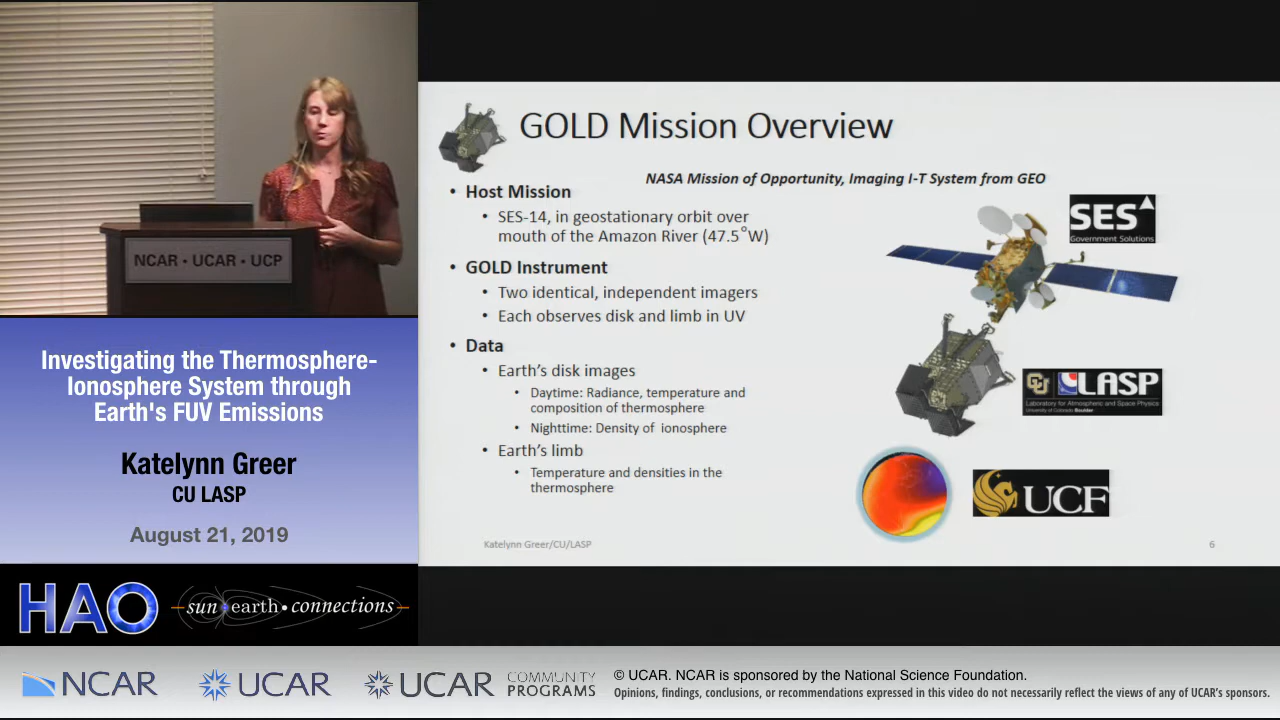 NCAR • UCAR • UCP
Investigating the Thermosphere-
Ionosphere System through
Earth's FUV Emissions
Katelynn Greer
CU LASP
August 21, 2019
HAO
sun earth • connections
GOLD Mission Overview
NASA Mission of Opportunity, Imaging I-T System from GEO
• Host Mission
• SES-14, in geostationary orbit over
mouth of the Amazon River (47.5°W)
• GOLD Instrument
• Two identical, independent imagers
• Each observes disk and limb in UV
• Data
• Earth's disk images
• Daytime: Radiance, temperature and
composition of thermosphere
• Nighttime: Density of ionosphere
• Earth's limb
• Temperature and densities in the
thermosphere
SES
Government Solutions
CU LASP
Laboratory for Atmospheric and Space Physics
University of Colorado Boulder
UCF
Katelynn Greer/CU/LASP
6
NCAR
UCAR
UCAR
COMMUNITY
PROGRAMS
© UCAR. NCAR is sponsored by the National Science Foundation.
Opinions, findings, conclusions, or recommendations expressed in this video do not necessarily reflect the views of any of UCAR's sponsors.